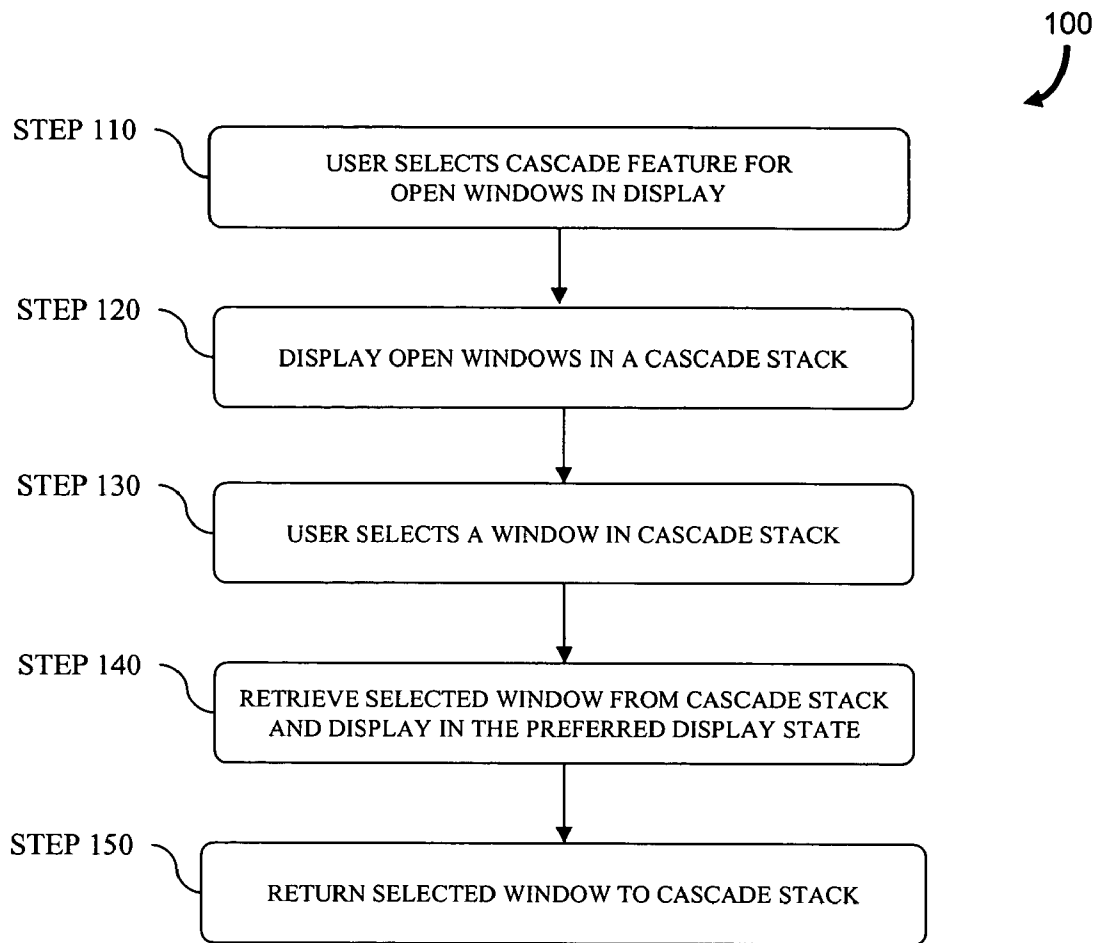 100
STEP 110
USER SELECTS CASCADE FEATURE FOR
OPEN WINDOWS IN DISPLAY
STEP 120
DISPLAY OPEN WINDOWS IN A CASCADE STACK
STEP 130
USER SELECTS A WINDOW IN CASCADE STACK
STEP 140
RETRIEVE SELECTED WINDOW FROM CASCADE STACK
AND DISPLAY IN THE PREFERRED DISPLAY STATE
STEP 150
RETURN SELECTED WINDOW TO CASCADE STACK